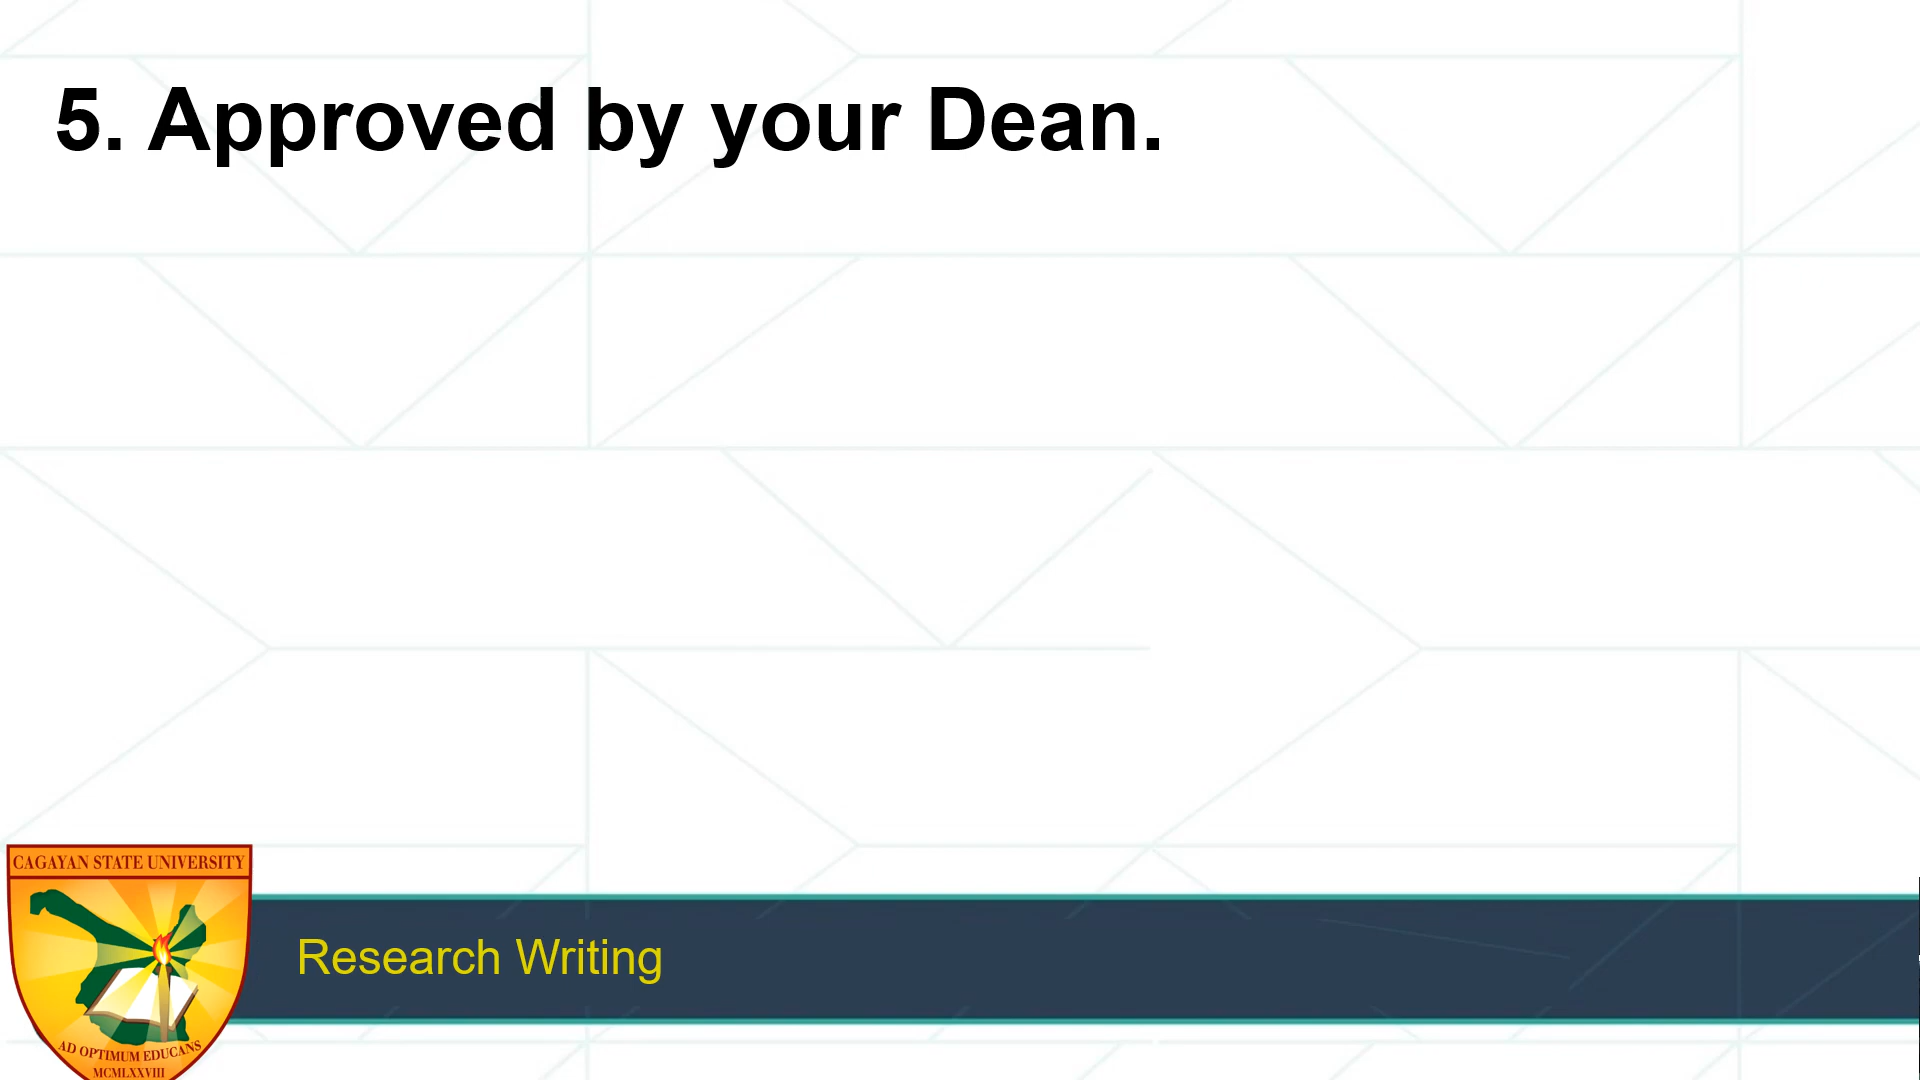 5. Approved by your Dean.
CAGAYAN STATE UNIVERSITY
Research Writing
AD OPTIMUM EDUCANS
MCMLXXVIII